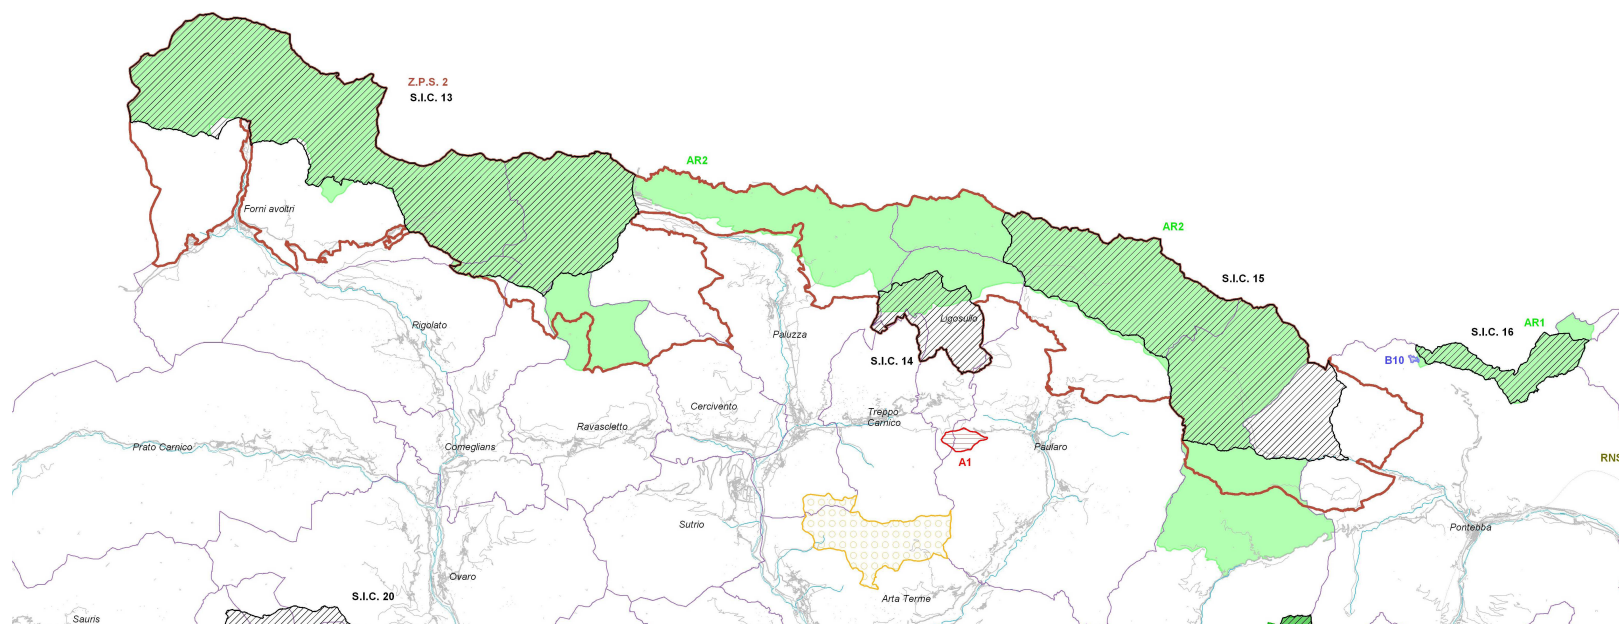 Z.P.S. 2
S.I.C. 13
AR2
Forni avoltri
AR2
S.I.C. 15
Rigolato
Paluzza
Ligosullo
S.I.C. 14
S.I.C. 16
AR1
B10
Cercivento
Treppo
Carnico
Ravascletto
Prato Carnico
Comeglians
Paularo
A1
RNS
Sutrio
Pontebba
Ovaro
S.I.C. 20
Arta Terme
Sauris